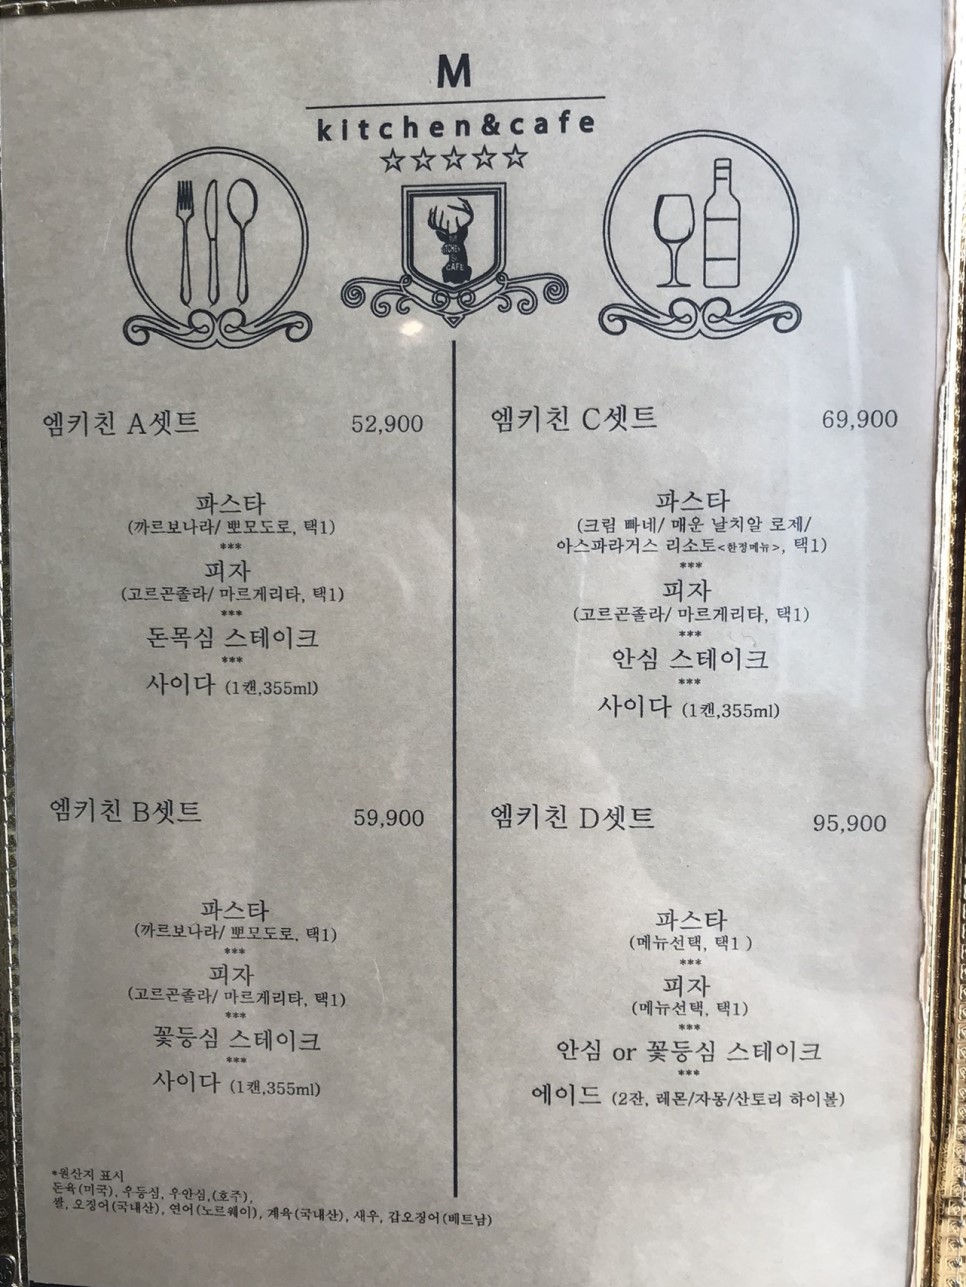 M
kitchen&cafe
☆☆☆☆☆
KITCHEN
CAFE
엠키친 A셋트 52,900
파스타
(까르보나라/ 뽀모도로, 택1)
***
피자
(고르곤졸라/ 마르게리타, 택1)
***
돈목심 스테이크
***
사이다 (1캔,355ml)
엠키친 B셋트 59,900
파스타
(까르보나라/ 뽀모도로, 택1)
***
피자
(고르곤졸라/ 마르게리타, 택1)
***
꽃등심 스테이크
***
사이다 (1캔,355ml)
엠키친 C셋트 69,900
파스타
(크림 빠네/ 매운 날치알 로제/
아스파라거스 리소토<한정메뉴>, 택1)
***
피자
(고르곤졸라/ 마르게리타, 택1)
***
안심 스테이크
***
사이다 (1캔,355ml)
엠키친 D셋트 95,900
파스타
(메뉴선택, 택1 )
***
피자
(메뉴선택, 택1)
***
안심 or 꽃등심 스테이크
***
에이드 (2잔, 레몬/자몽/산토리 하이볼)
*원산지 표시
돈육(미국), 우등심, 우안심,(호주),
쌀, 오징어(국내산), 연어(노르웨이), 계육(국내산), 새우, 갑오징어(베트남)